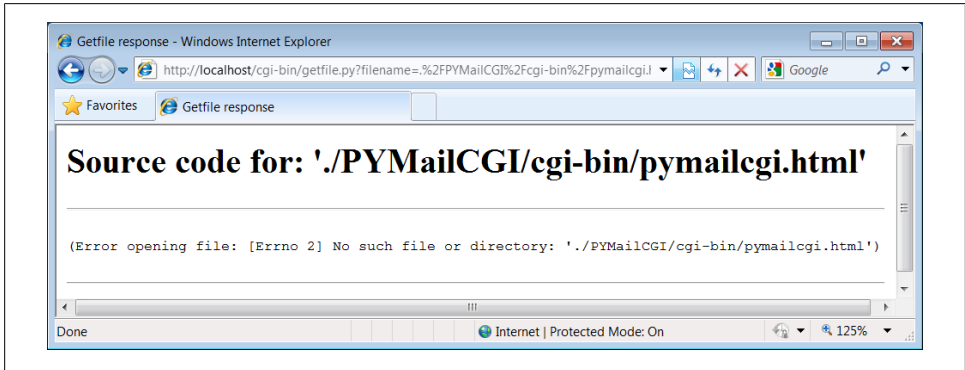 Getfile response - Windows Internet Explorer
http://localhost/cgi-bin/getfile.py?filename=.%2FPYMailCGI%2Fcgi-bin%2Fpymailcgi.h
Google
Favorites
Getfile response
Source code for: './PYMailCGI/cgi-bin/pymailcgi.html'
(Error opening file: [Errno 2] No such file or directory: './PYMailCGI/cgi-bin/pymailcgi.html')
Done
Internet | Protected Mode: On
125%